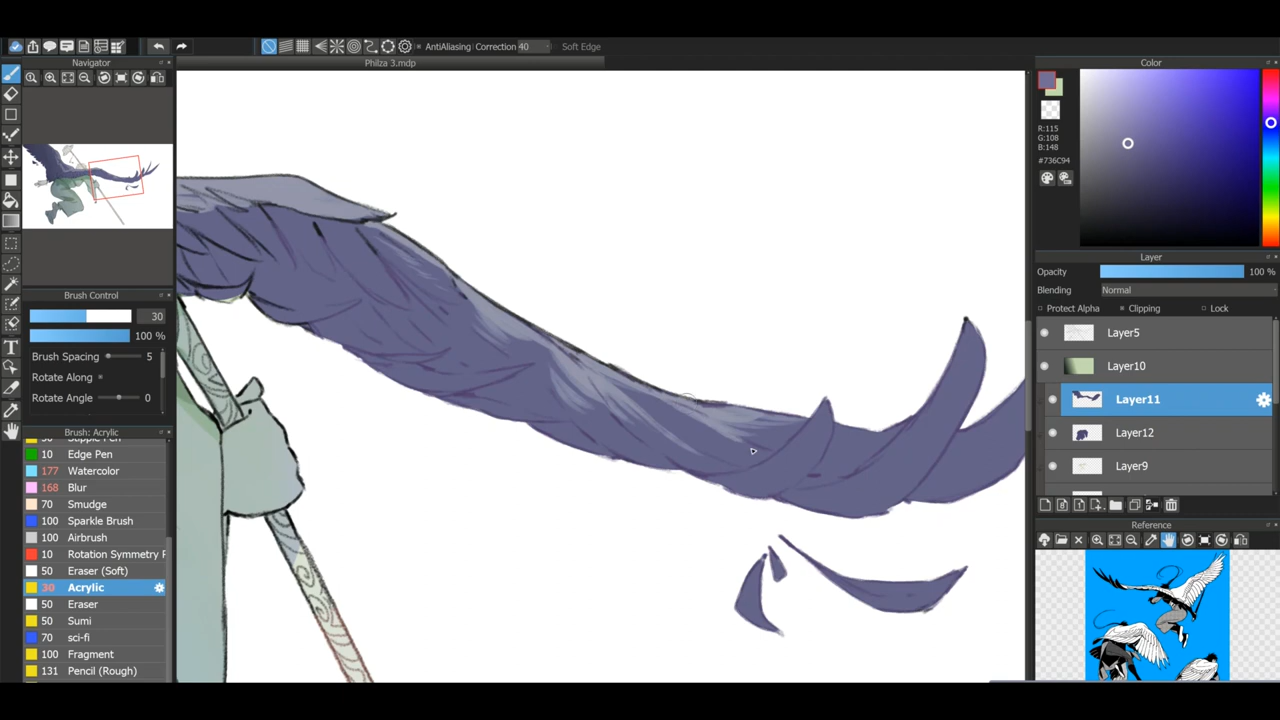 AntiAliasing Correction 40 Soft Edge
Navigator
Philza 3.mdp
Color
R:115
G:108
B:148
#736C94
Layer
Opacity 100 %
Blending Normal
Protect Alpha Clipping Lock
Layer5
Layer10
Layer11
Layer12
Layer9
Reference
Brush Control
30
100 %
Brush Spacing 5
Rotate Along
Rotate Angle 0
Brush: Acrylic
10 Edge Pen
177 Watercolor
168 Blur
70 Smudge
100 Sparkle Brush
100 Airbrush
10 Rotation Symmetry
50 Eraser (Soft)
30 Acrylic
50 Eraser
50 Sumi
70 sci-fi
100 Fragment
131 Pencil (Rough)